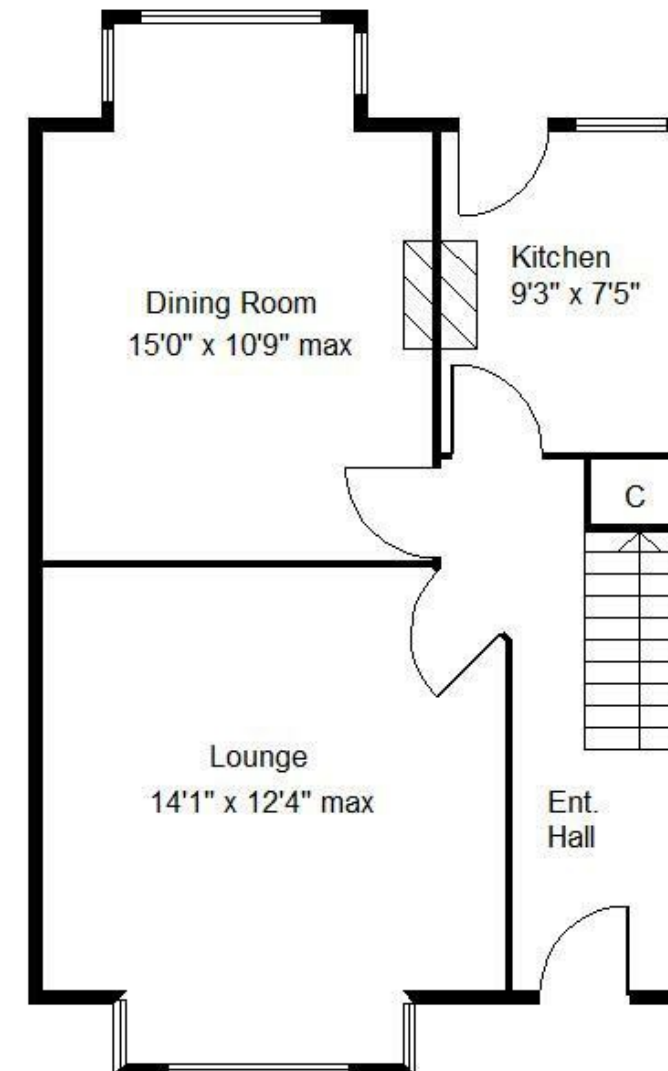 Kitchen
9'3" x 7'5"
Dining Room
15'0" x 10'9" max
C
Lounge
14'1" x 12'4" max
Ent.
Hall